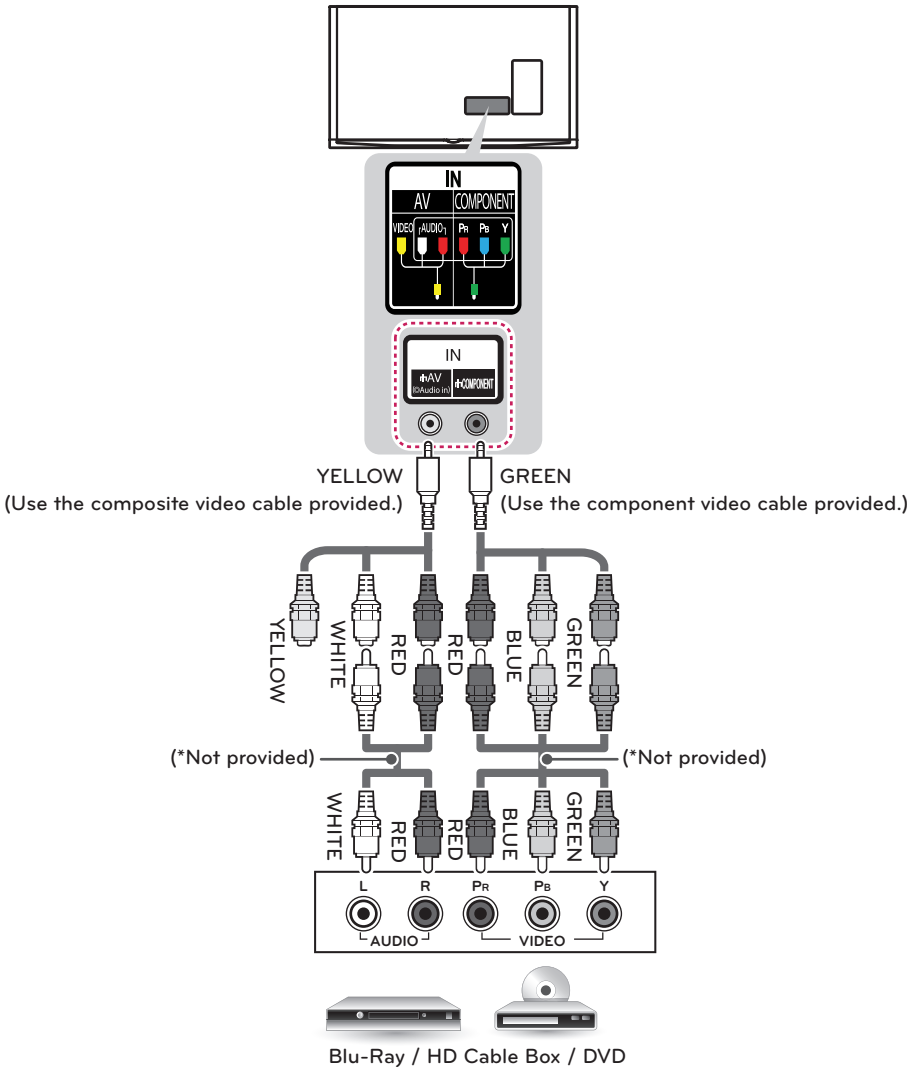 IN
AV COMPONENT
VIDEO AUDIO PR PB Y
IN
AV COMPONENT
(Audio in)
YELLOW GREEN
(Use the composite video cable provided.) (Use the component video cable provided.)
YELLOW WHITE RED RED BLUE GREEN
(*Not provided) (*Not provided)
WHITE RED RED BLUE GREEN
L R PR PB Y
AUDIO VIDEO
Blu-Ray / HD Cable Box / DVD